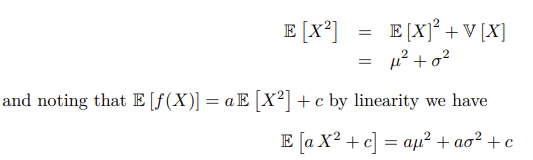 𝔼 [X²] = 𝔼 [X]² + 𝕍 [X]
= μ² + σ²
and noting that 𝔼 [f(X)] = a 𝔼 [X²] + c by linearity we have
𝔼 [a X² + c] = aμ² + aσ² + c